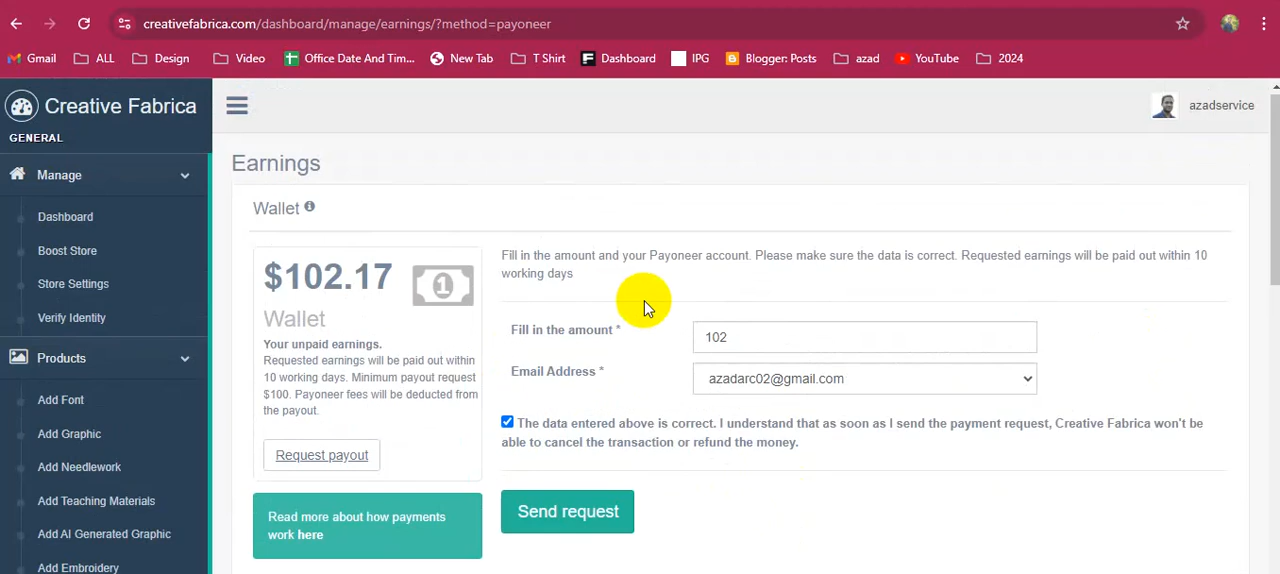 creativefabrica.com/dashboard/manage/earnings/?method=payoneer
Gmail ALL Design Video Office Date And Tim... New Tab T Shirt Dashboard IPG Blogger: Posts azad YouTube 2024
Creative Fabrica
azadservice
GENERAL
Manage
Dashboard
Boost Store
Store Settings
Verify Identity
Products
Add Font
Add Graphic
Add Needlework
Add Teaching Materials
Add AI Generated Graphic
Add Embroidery
Earnings
Wallet
$102.17
1
Wallet
Your unpaid earnings.
Requested earnings will be paid out within
10 working days. Minimum payout request
$100. Payoneer fees will be deducted from
the payout.
Request payout
Read more about how payments
work here
Fill in the amount and your Payoneer account. Please make sure the data is correct. Requested earnings will be paid out within 10
working days
Fill in the amount * 102
Email Address * azadarc02@gmail.com
The data entered above is correct. I understand that as soon as I send the payment request, Creative Fabrica won't be
able to cancel the transaction or refund the money.
Send request